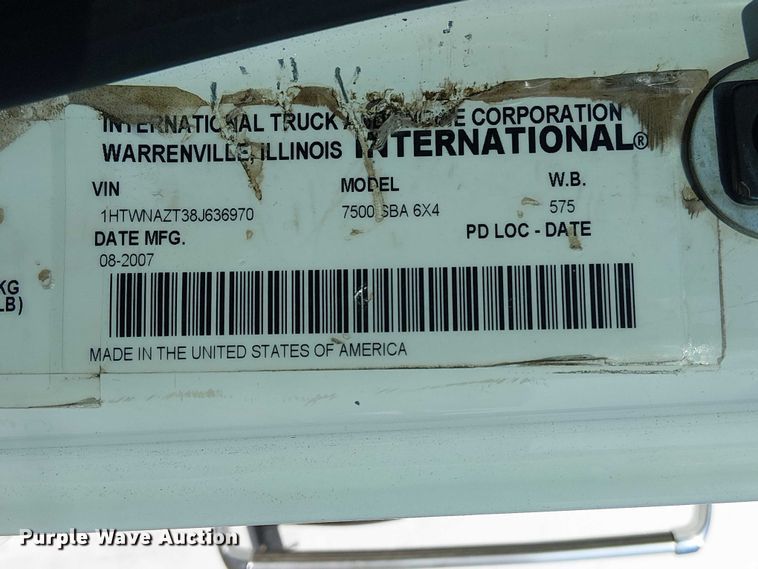 INTERNATIONAL TRUCK CORPORATION
WARRENVILLE, ILLINOIS INTERNATIONAL®
VIN MODEL W.B.
1HTWNAZT38J636970 7500 SBA 6X4 575
DATE MFG. PD LOC - DATE
08-2007
KG
LB)
MADE IN THE UNITED STATES OF AMERICA
Purple Wave Auction